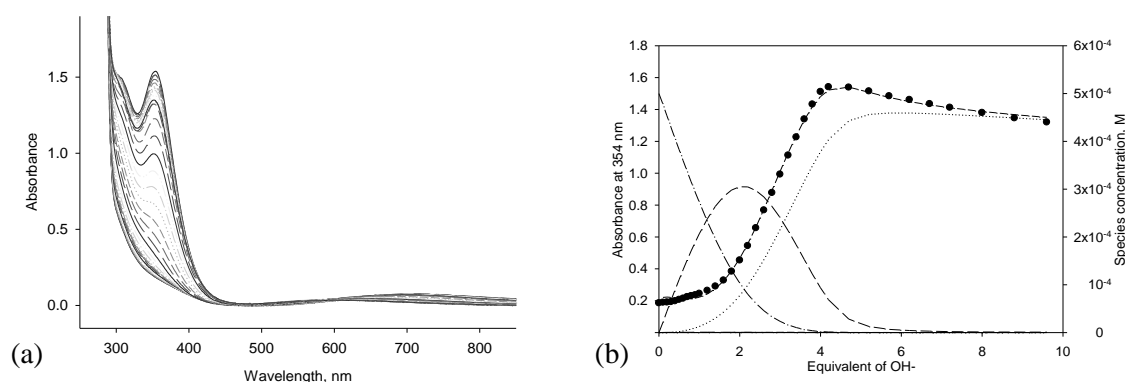 (a)
Absorbance
1.5
1.0
0.5
0.0
300 400 500 600 700 800
Wavelength, nm
(b)
Absorbance at 354 nm
1.8
1.6
1.4
1.2
1.0
0.8
0.6
0.4
0.2
0 2 4 6 8 10
Equivalent of OH-
6x10-4
5x10-4
4x10-4
3x10-4
2x10-4
10-4
0
Species concentration, M